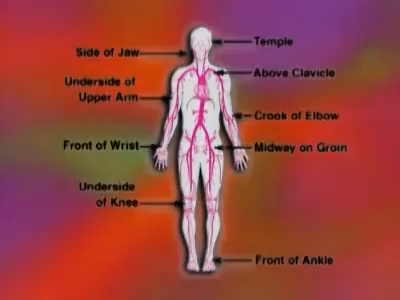 Temple
Side of Jaw
Above Clavicle
Underside of
Upper Arm
Crook of Elbow
Front of Wrist
Midway on Groin
Underside
of Knee
Front of Ankle